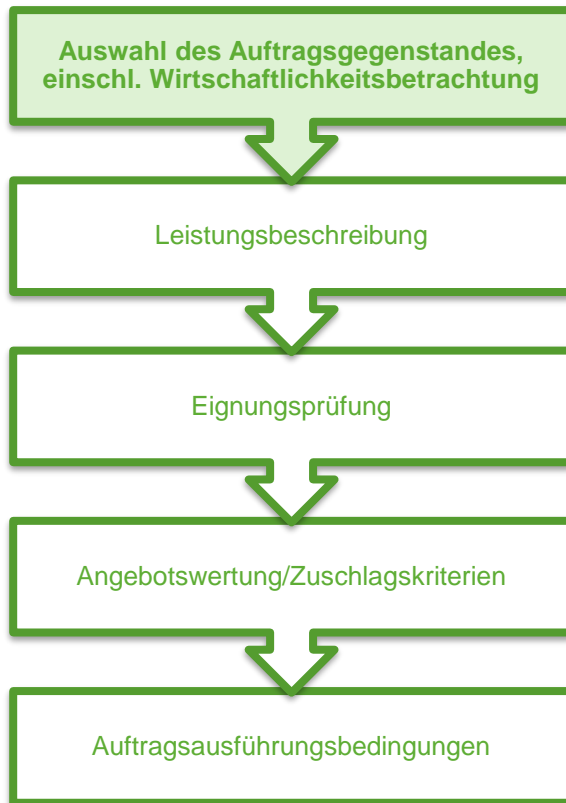 Auswahl des Auftragsgegenstandes,
einschl. Wirtschaftlichkeitsbetrachtung
Leistungsbeschreibung
Eignungsprüfung
Angebotswertung/Zuschlagskriterien
Auftragsausführungsbedingungen